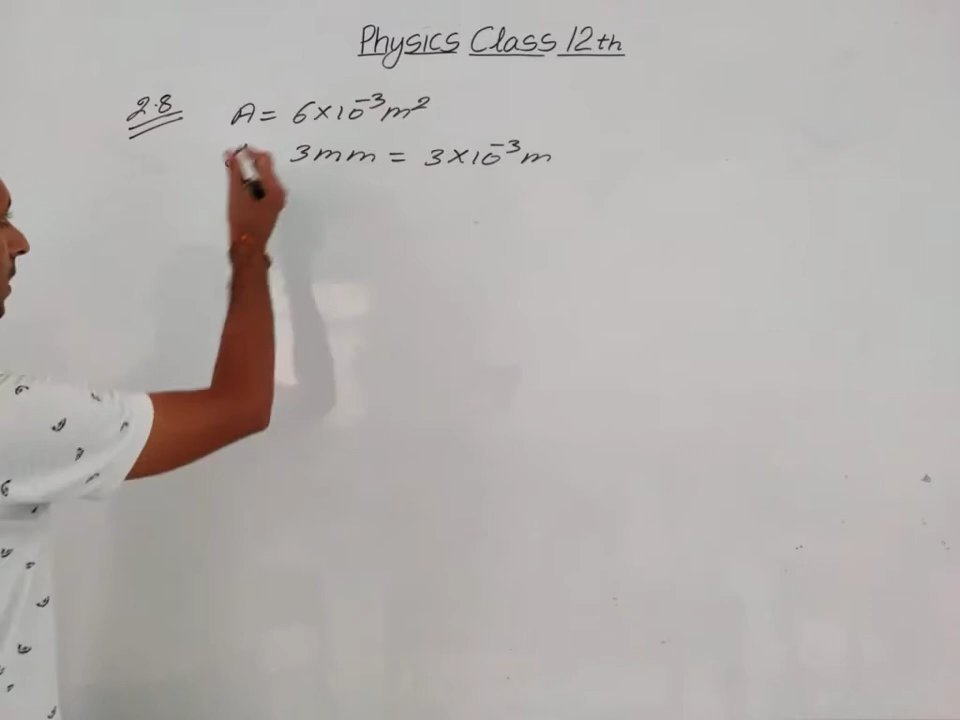 Physics Class 12th
2.8 A = 6×10⁻³m²
3mm = 3×10⁻³m